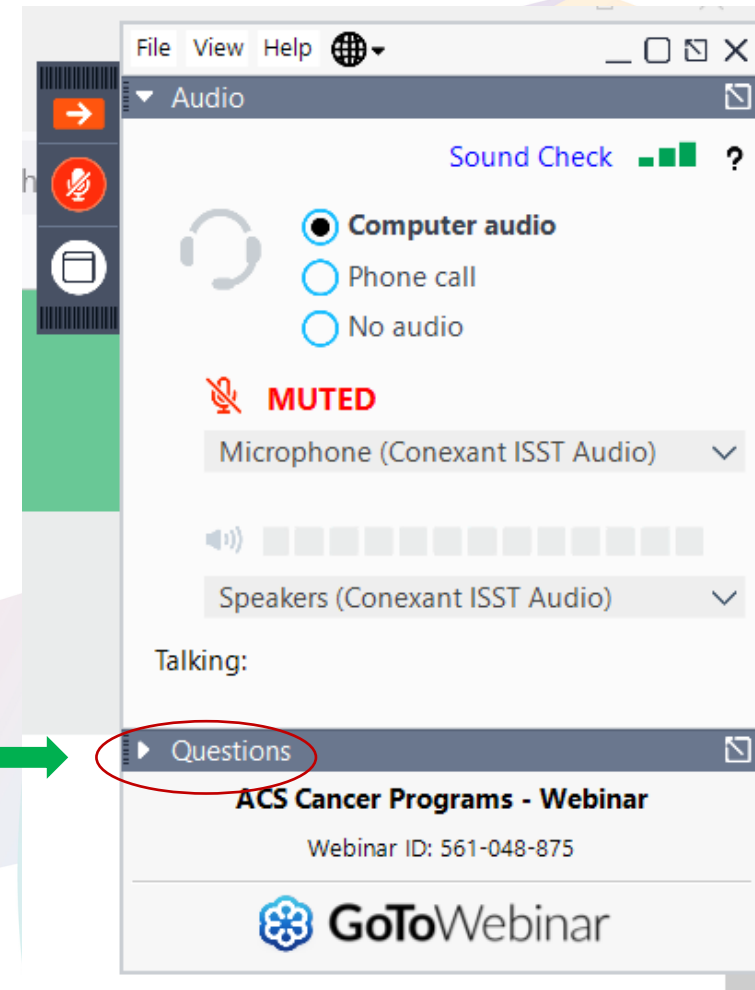 File View Help
Audio
Sound Check ?
h
Computer audio
Phone call
No audio
MUTED
Microphone (Conexant ISST Audio)
Speakers (Conexant ISST Audio)
Talking:
Questions
ACS Cancer Programs - Webinar
Webinar ID: 561-048-875
GoToWebinar